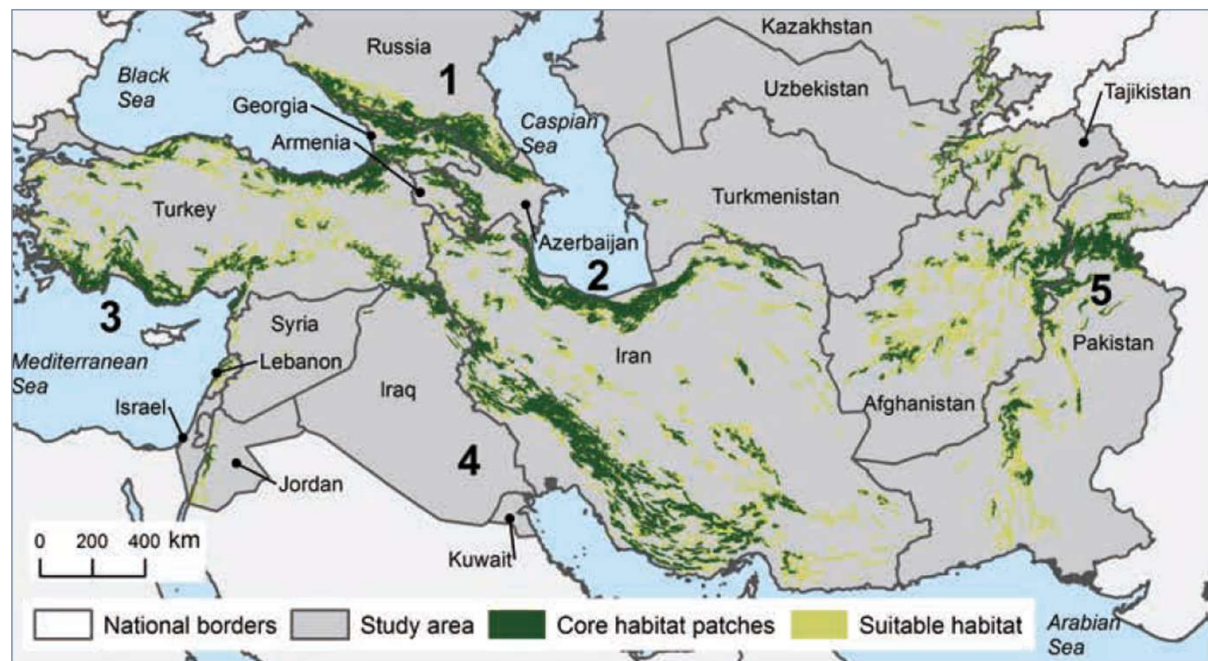 Kazakhstan
Russia
1
Black
Sea
Uzbekistan
Georgia
Tajikistan
Caspian
Sea
Armenia
Turkmenistan
Turkey
Azerbaijan
2
3
5
Syria
Pakistan
Mediterranean
Sea
Lebanon
Iran
Iraq
Afghanistan
Israel
4
Jordan
0 200 400 km
Kuwait
National borders Study area Core habitat patches Suitable habitat
Arabian
Sea